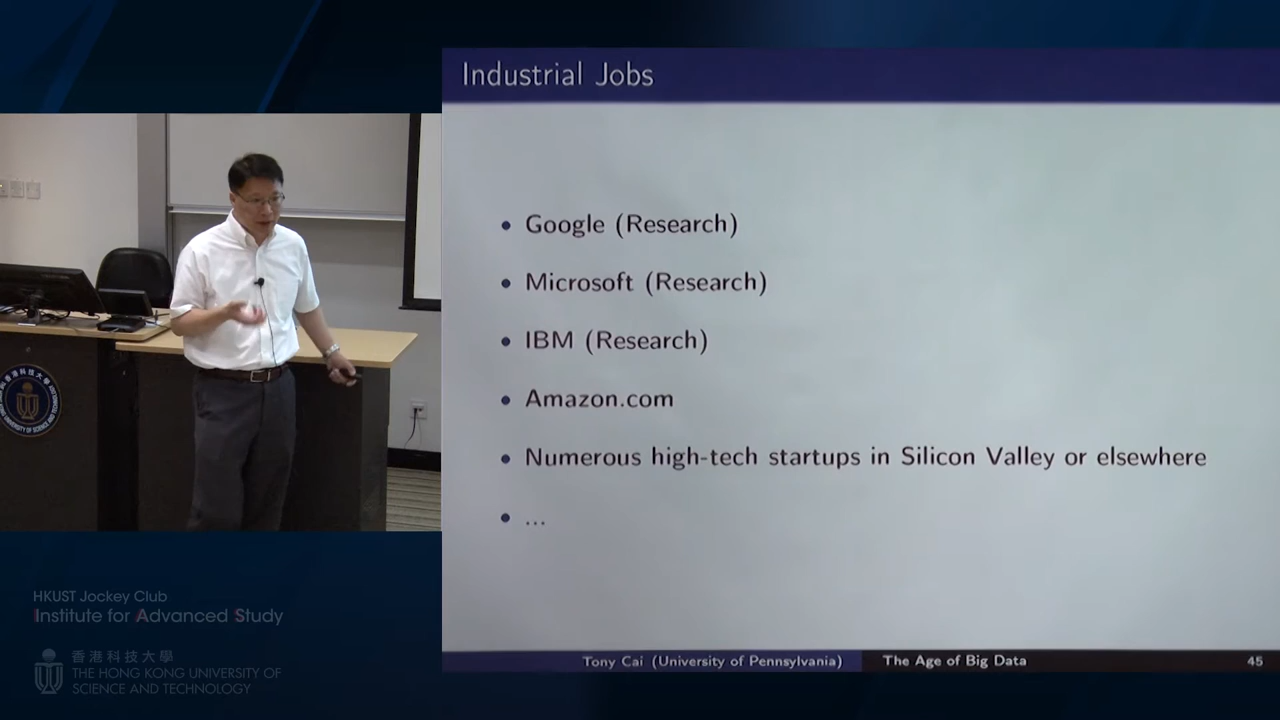 Industrial Jobs
• Google (Research)
• Microsoft (Research)
• IBM (Research)
• Amazon.com
• Numerous high-tech startups in Silicon Valley or elsewhere
• ...
Tony Cai (University of Pennsylvania)
The Age of Big Data
45
HKUST Jockey Club
Institute for Advanced Study
香港科技大學
THE HONG KONG UNIVERSITY OF
SCIENCE AND TECHNOLOGY